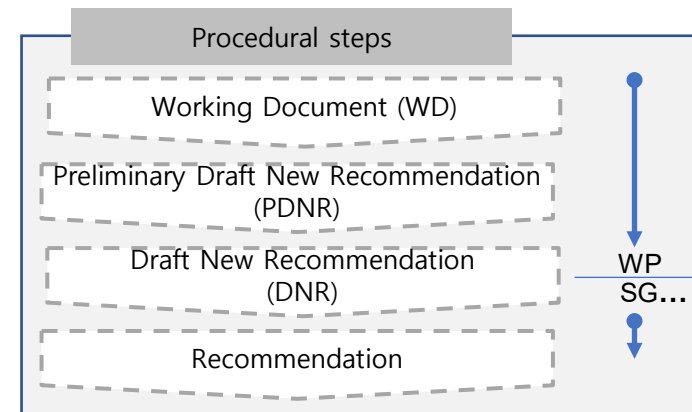 Procedural steps
Working Document (WD)
Preliminary Draft New Recommendation
(PDNR)
Draft New Recommendation
(DNR)
WP
SG...
Recommendation